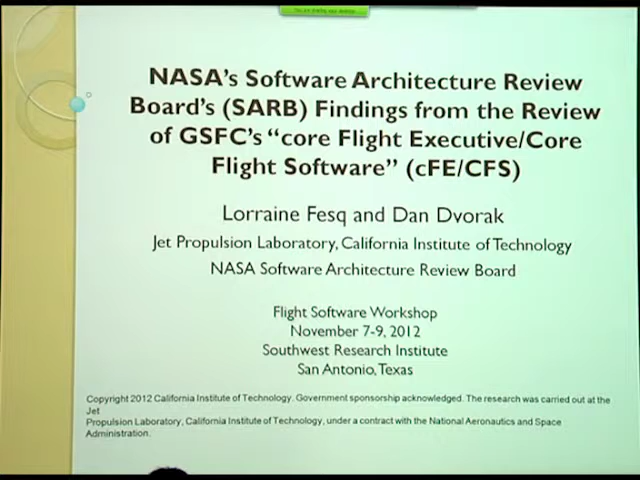 NASA's Software Architecture Review
Board's (SARB) Findings from the Review
of GSFC's "core Flight Executive/Core
Flight Software" (cFE/CFS)
Lorraine Fesq and Dan Dvorak
Jet Propulsion Laboratory, California Institute of Technology
NASA Software Architecture Review Board
Flight Software Workshop
November 7-9, 2012
Southwest Research Institute
San Antonio, Texas
Copyright 2012 California Institute of Technology. Government sponsorship acknowledged. The research was carried out at the
Jet
Propulsion Laboratory, California Institute of Technology, under a contract with the National Aeronautics and Space
Administration.